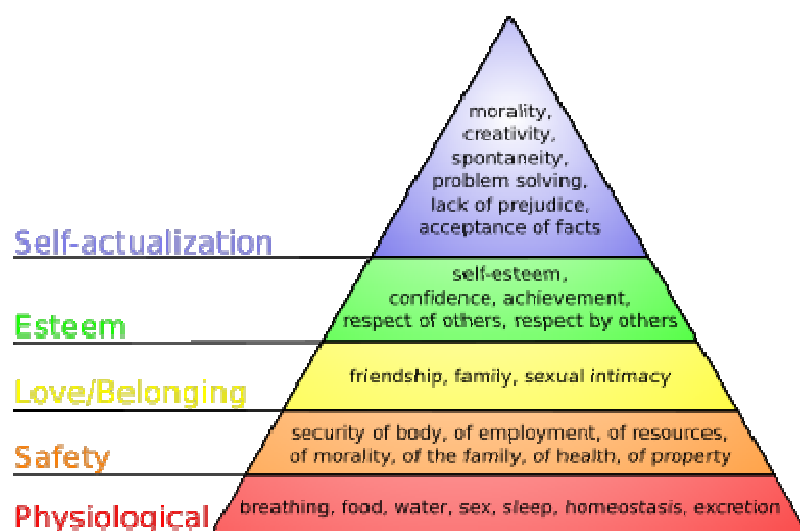 morality,
creativity,
spontaneity,
problem solving,
lack of prejudice,
acceptance of facts
Self-actualization
self-esteem,
confidence, achievement,
respect of others, respect by others
Esteem
friendship, family, sexual intimacy
Love/Belonging
security of body, of employment, of resources,
of morality, of the family, of health, of property
Safety
breathing, food, water, sex, sleep, homeostasis, excretion
Physiological